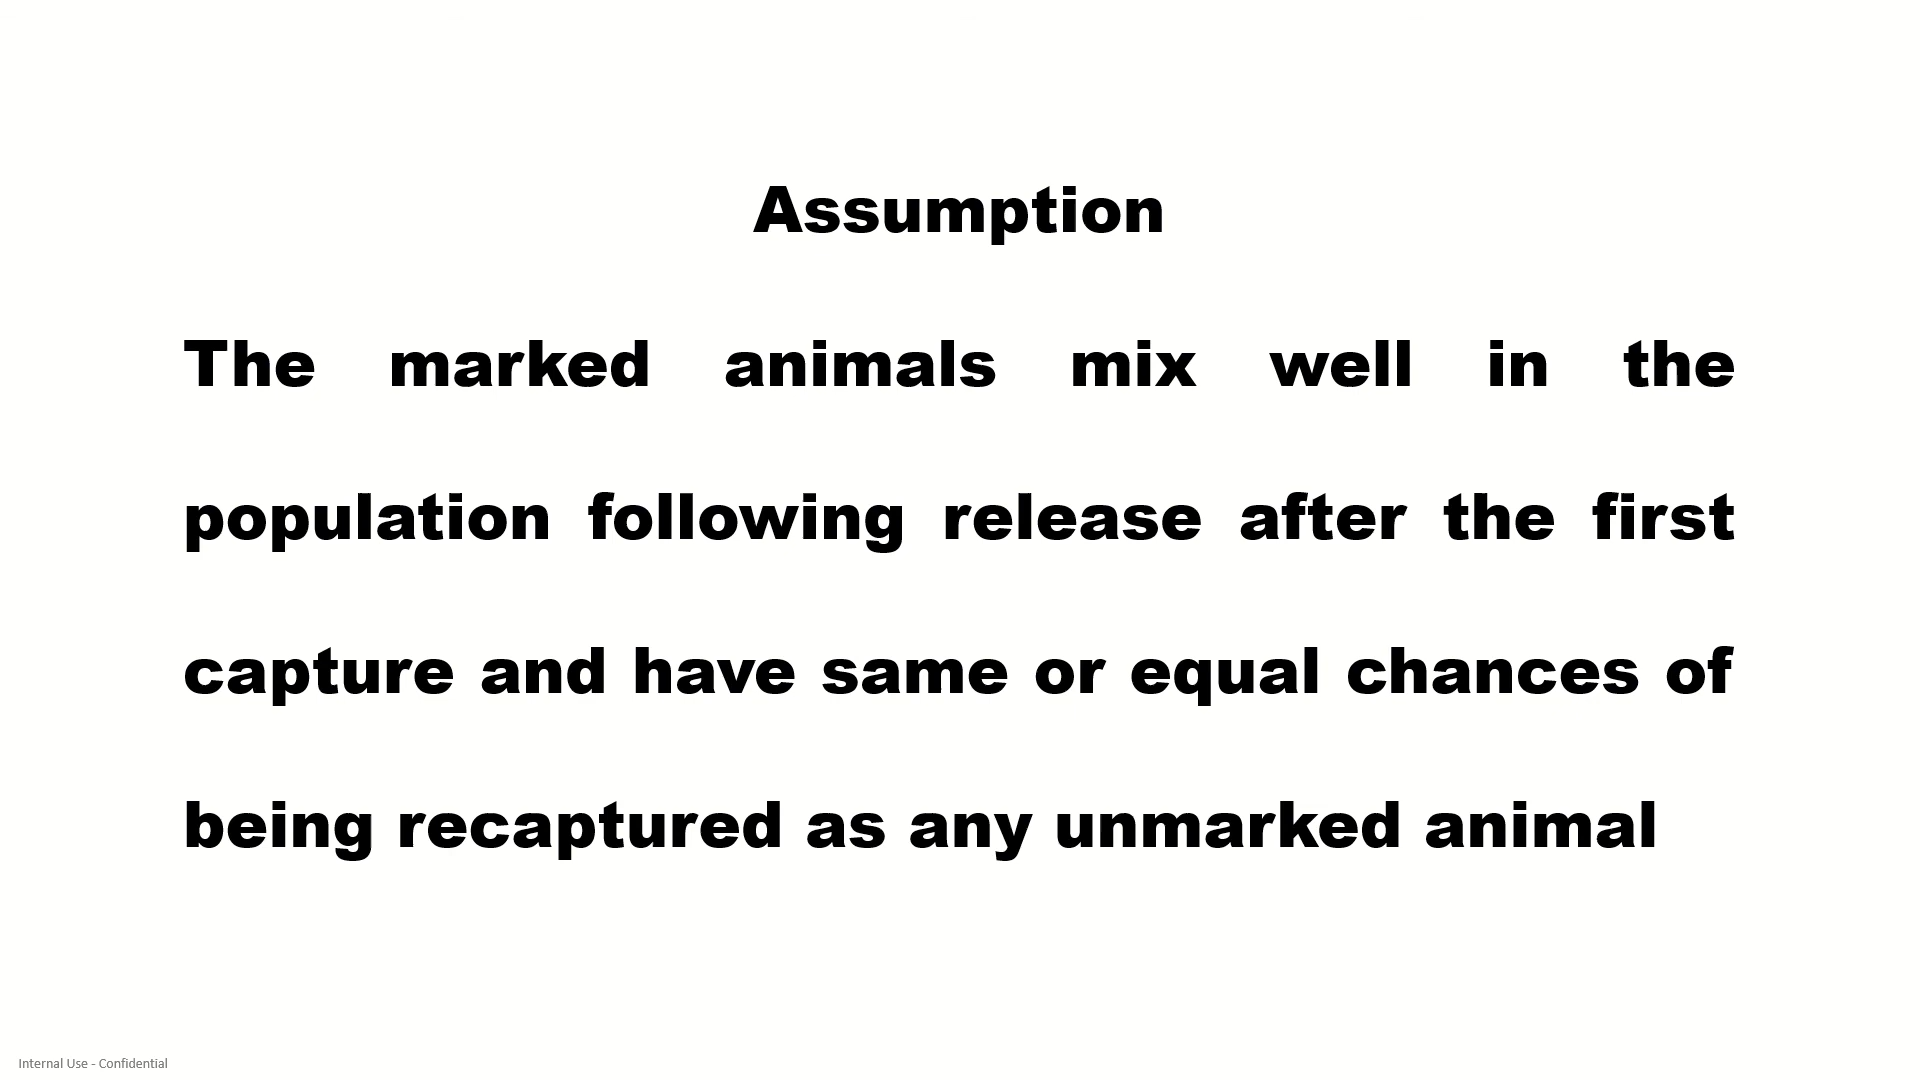 Assumption
The marked animals mix well in the
population following release after the first
capture and have same or equal chances of
being recaptured as any unmarked animal
Internal Use - Confidential